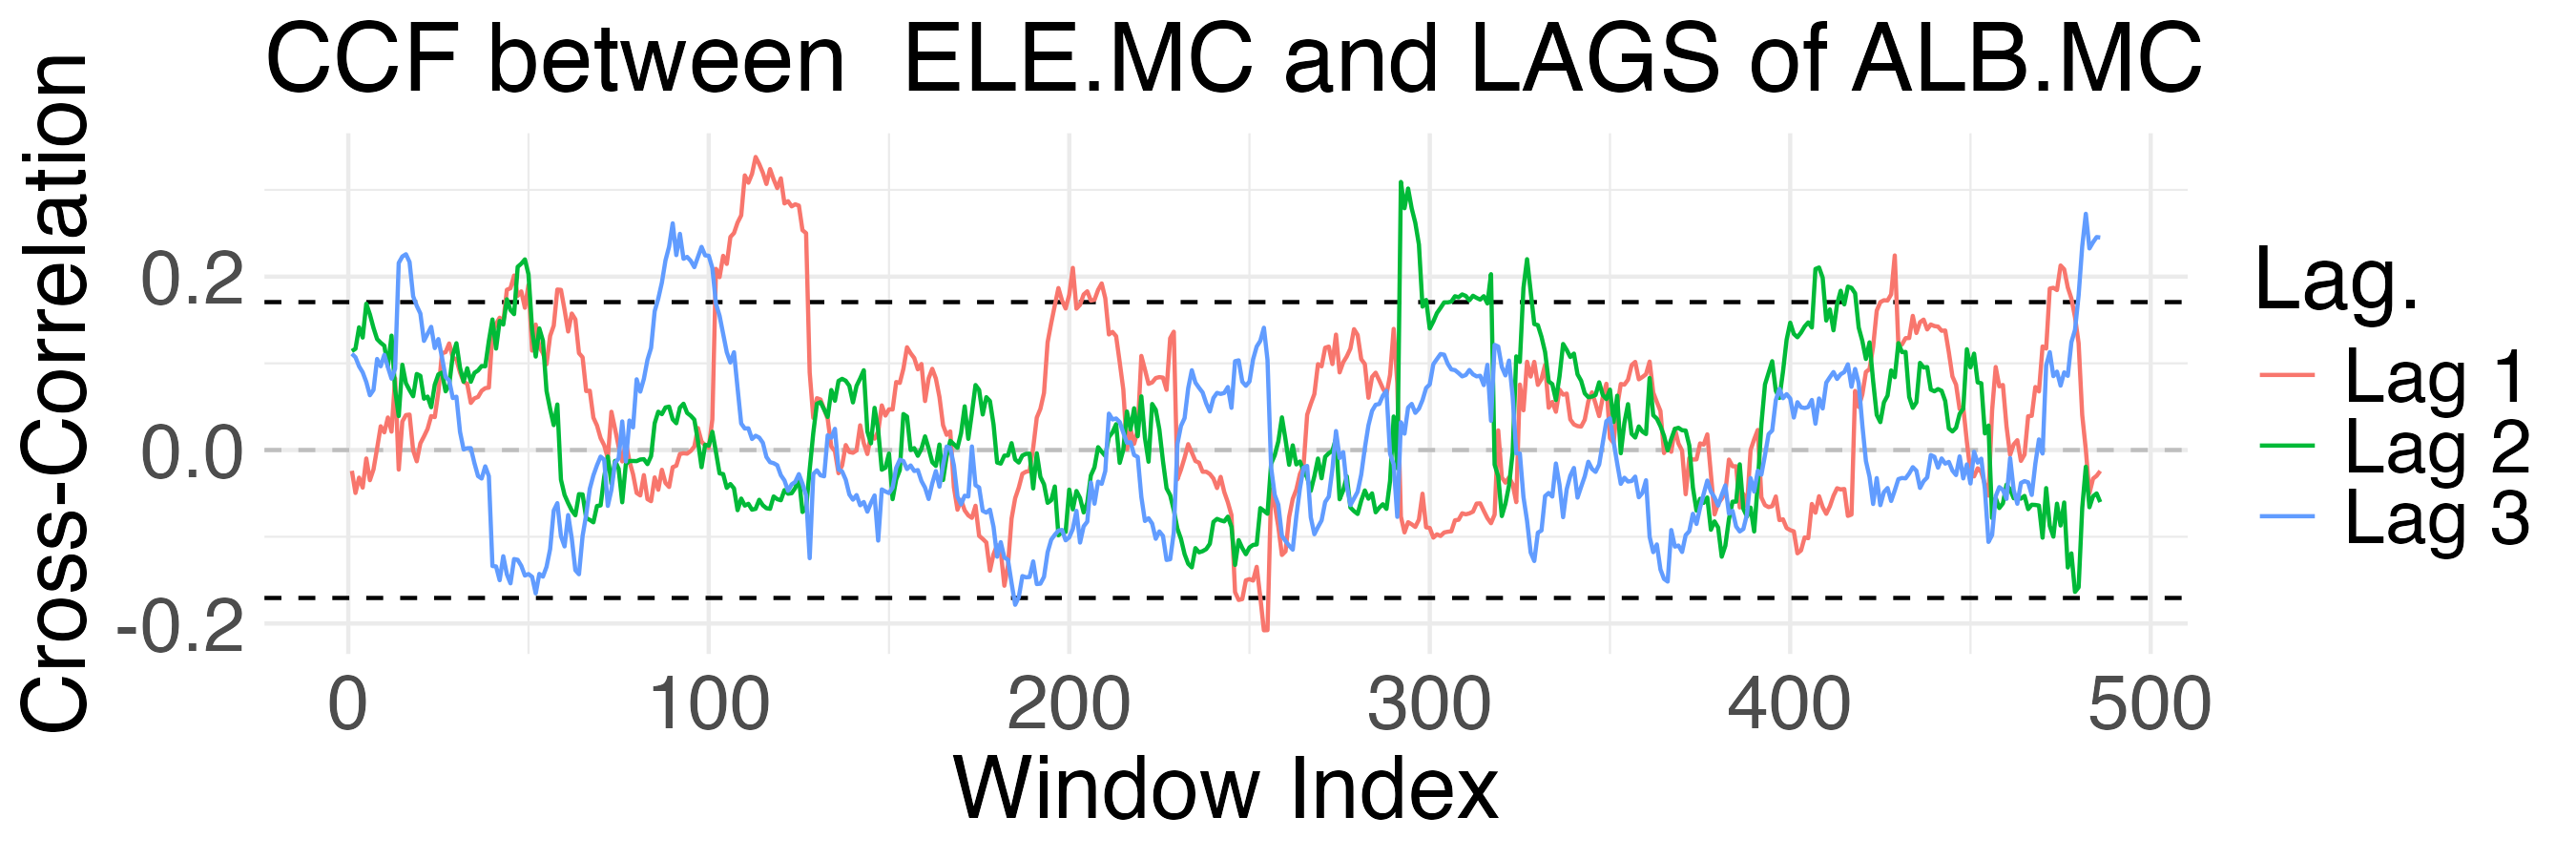 CCF between  ELE.MC and LAGS of ALB.MC
Cross-Correlation
0.2
0.0
-0.2
0 100 200 300 400 500
Window Index
Lag.
Lag 1
Lag 2
Lag 3